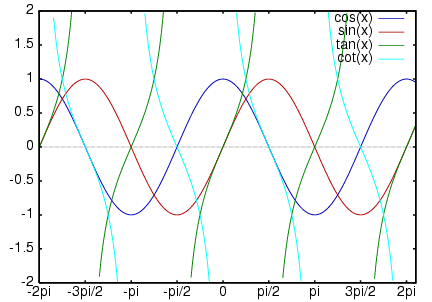 2
1.5
1
0.5
0
-0.5
-1
-1.5
-2
-2pi -3pi/2 -pi -pi/2 0 pi/2 pi 3pi/2 2pi
cos(x)
sin(x)
tan(x)
cot(x)